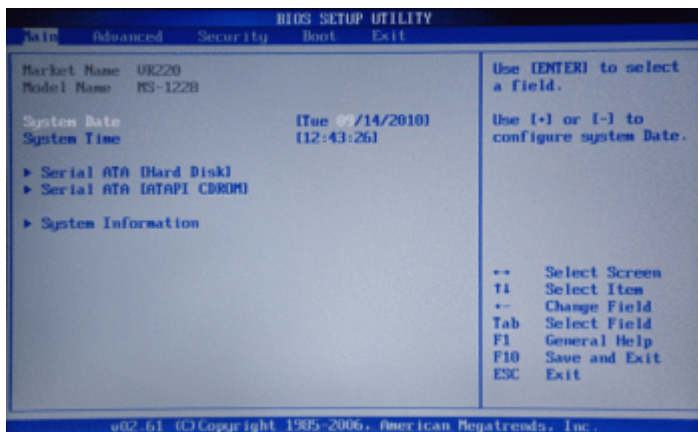 BIOS SETUP UTILITY
Main Advanced Security Boot Exit
Market Name VR220
Model Name MS-122B
System Date [Tue 09/14/2010]
System Time [12:43:26]
▶ Serial ATA [Hard Disk]
▶ Serial ATA [ATAPI CDROM]
▶ System Information
Use [ENTER] to select
a field.
Use [+] or [-] to
configure system Date.
←→ Select Screen
↑↓ Select Item
+- Change Field
Tab Select Field
F1 General Help
F10 Save and Exit
ESC Exit
v02.61 (C)Copyright 1985-2006, American Megatrends, Inc.